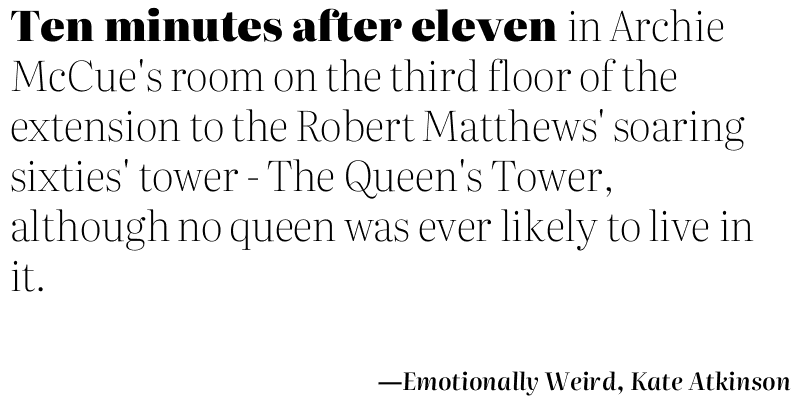 Ten minutes after eleven in Archie
McCue's room on the third floor of the
extension to the Robert Matthews' soaring
sixties' tower - The Queen's Tower,
although no queen was ever likely to live in
it.
—Emotionally Weird, Kate Atkinson